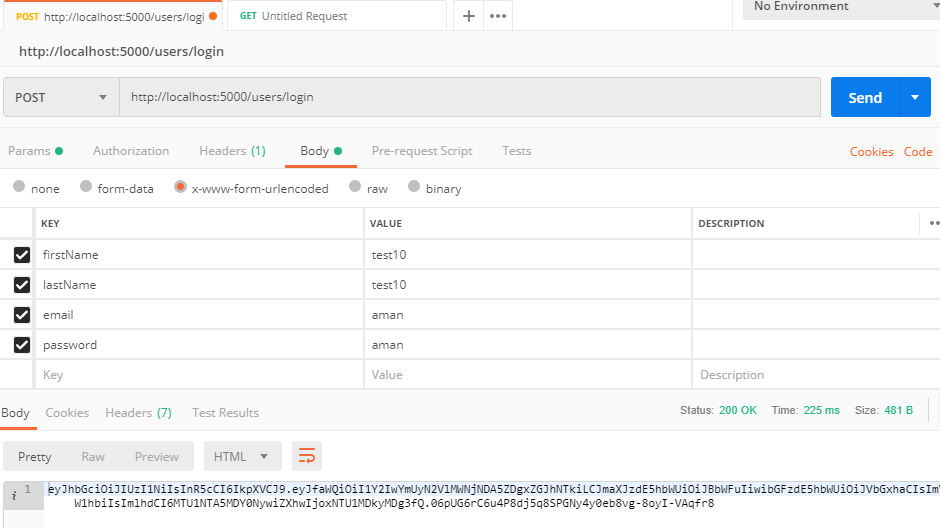 POST http://localhost:5000/users/logi GET Untitled Request + ••• No Environment
http://localhost:5000/users/login
POST http://localhost:5000/users/login Send
Params Authorization Headers (1) Body Pre-request Script Tests Cookies Code
none form-data x-www-form-urlencoded raw binary
KEY VALUE DESCRIPTION
firstName test10
lastName test10
email aman
password aman
Key Value Description
Body Cookies Headers (7) Test Results Status: 200 OK Time: 225 ms Size: 481 B
Pretty Raw Preview HTML
i 1 eyJhbGciOiJIUzI1NiIsInR5cCI6IkpXVCJ9.eyJfaWQiOiI1Y2IwYmUyN2VlMWNjNDA5ZDgxZGJhNTkiLCJmaXJzdE5hbWUiOiJBbWFuIiwibGFzdE5hbWUiOiJVbGxhaCIsImV
W1hbiIsImlhdCI6MTU1NTA5MDY0NywiZXhwIjoxNTU1MDkyMDg3fQ.06pUG6rC6u4P8dj5q8SPGNy4y0eb8vg-8oyI-VAqfr8